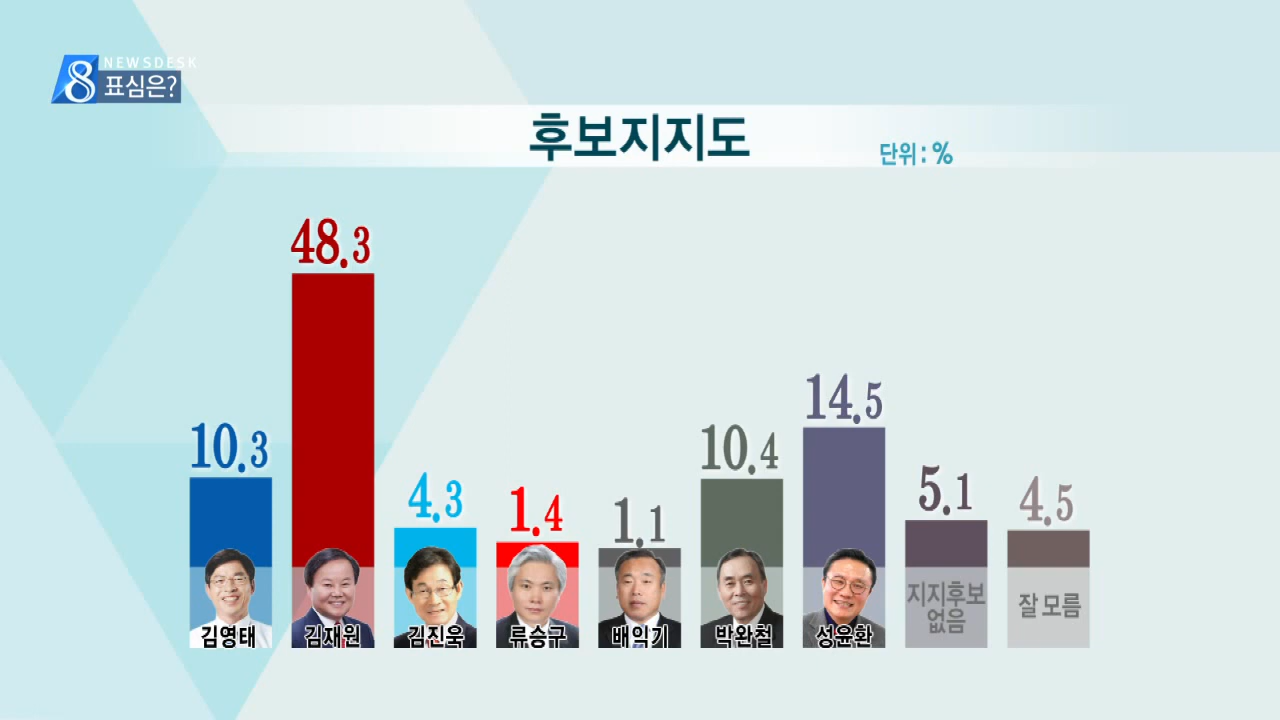 8 NEWSDESK
표심은?
후보지지도
단위 : %
10.3
48.3
4.3
1.4
1.1
10.4
14.5
5.1
4.5
김영태
김재원
김진욱
류승구
배익기
박완철
성윤환
지지후보
없음
잘 모름